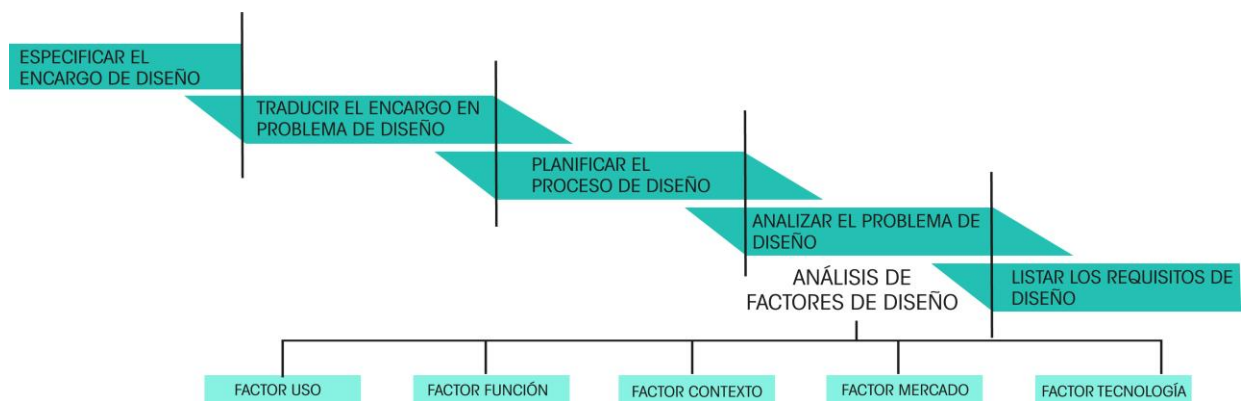 ESPECIFICAR EL
ENCARGO DE DISEÑO
TRADUCIR EL ENCARGO EN
PROBLEMA DE DISEÑO
PLANIFICAR EL
PROCESO DE DISEÑO
ANALIZAR EL PROBLEMA DE
DISEÑO
ANÁLISIS DE
FACTORES DE DISEÑO
LISTAR LOS REQUISITOS DE
DISEÑO
FACTOR USO
FACTOR FUNCIÓN
FACTOR CONTEXTO
FACTOR MERCADO
FACTOR TECNOLOGÍA